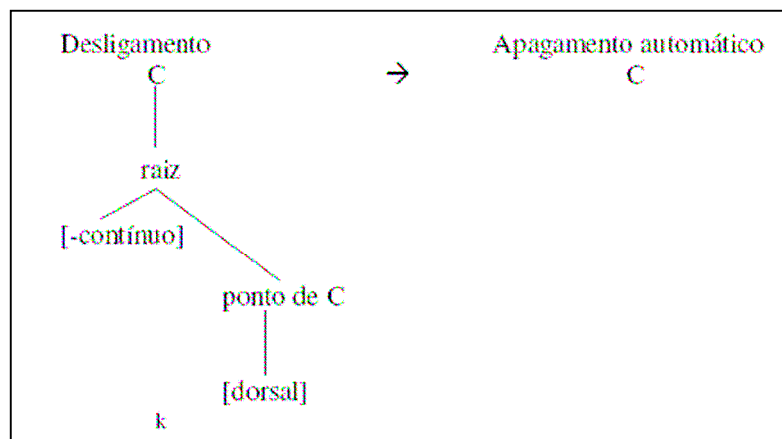 Desligamento Apagamento automático
C → C
raiz
[-contínuo]
ponto de C
[dorsal]
k